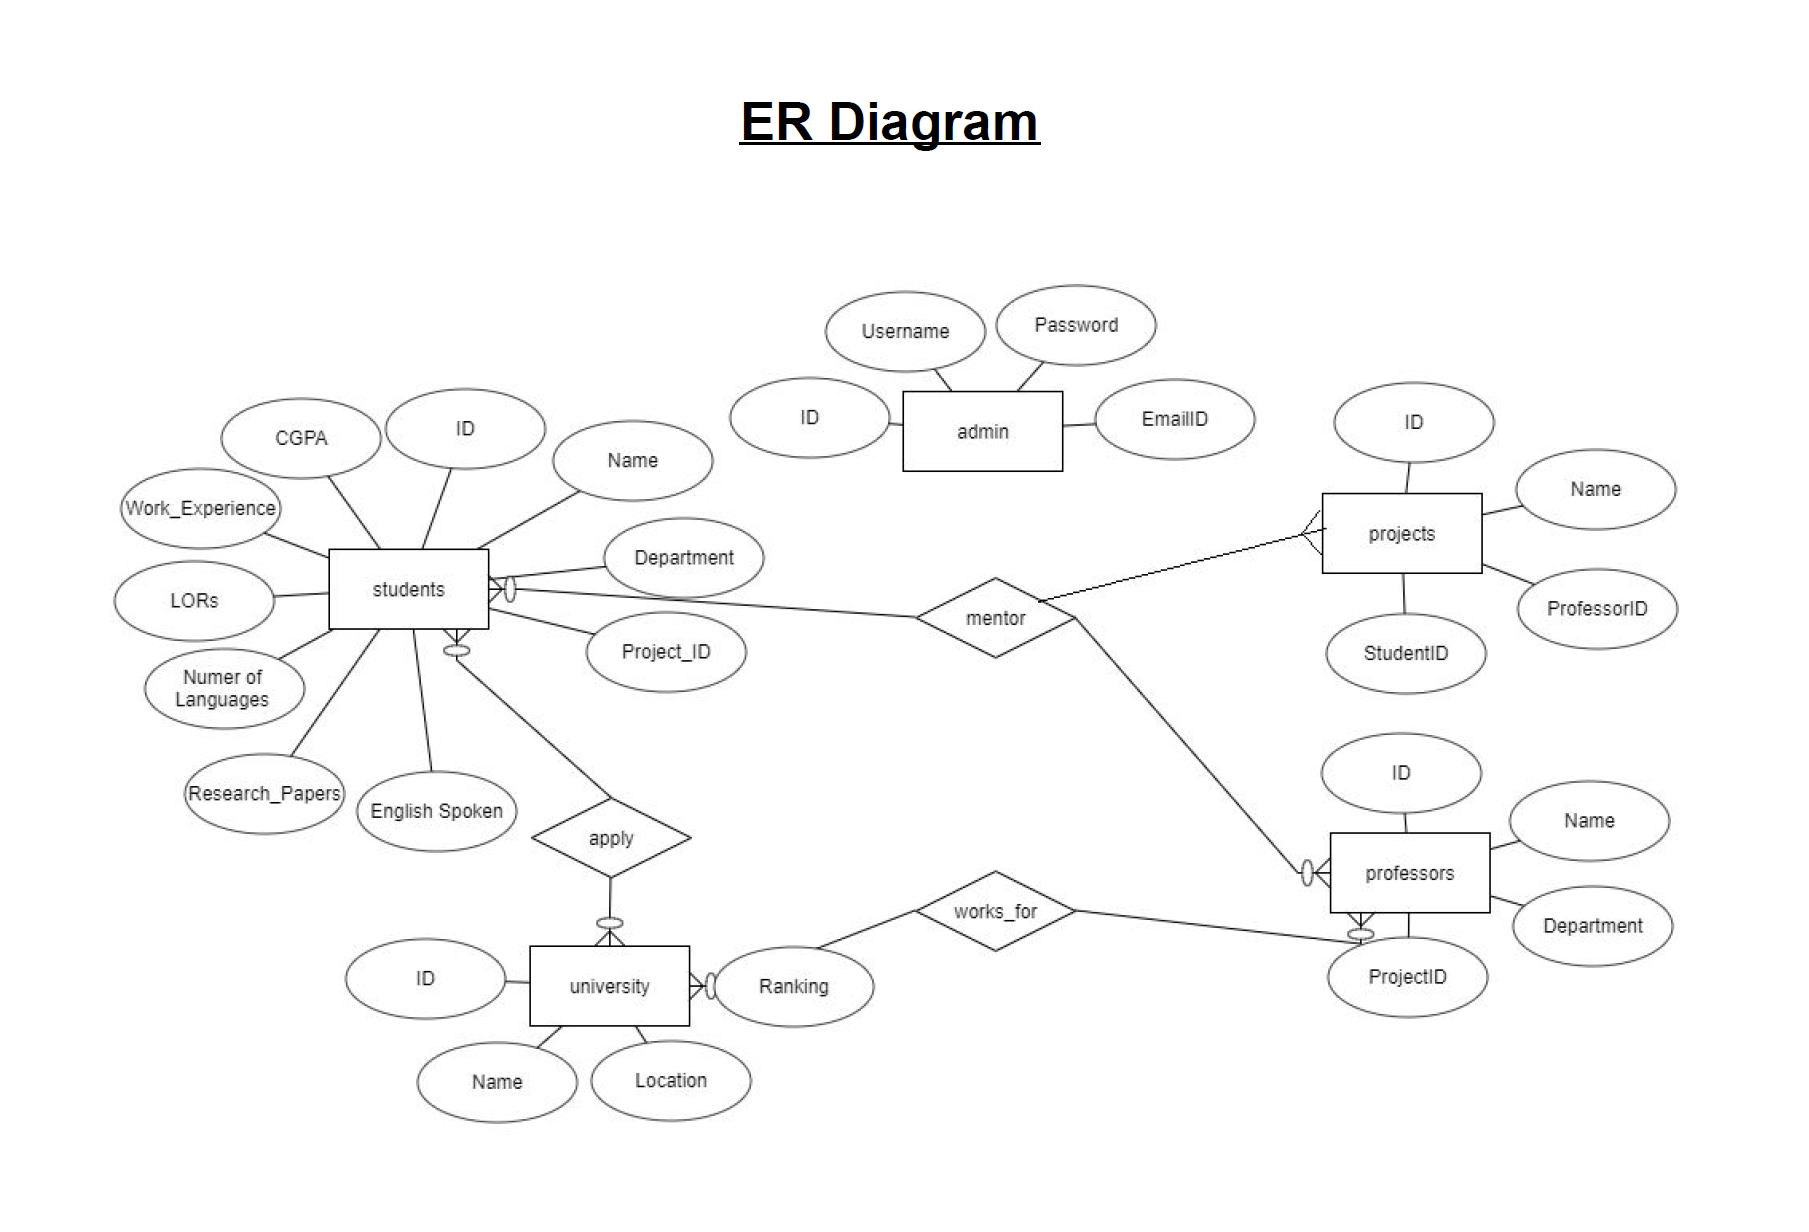 ER Diagram
Username
Password
ID
admin
EmailID
CGPA
ID
Name
Work_Experience
students
Department
LORs
Numer of
Languages
Project_ID
Research_Papers
English Spoken
mentor
ID
Name
projects
ProfessorID
StudentID
apply
works_for
ID
Name
professors
Department
ProjectID
ID
university
Ranking
Name
Location